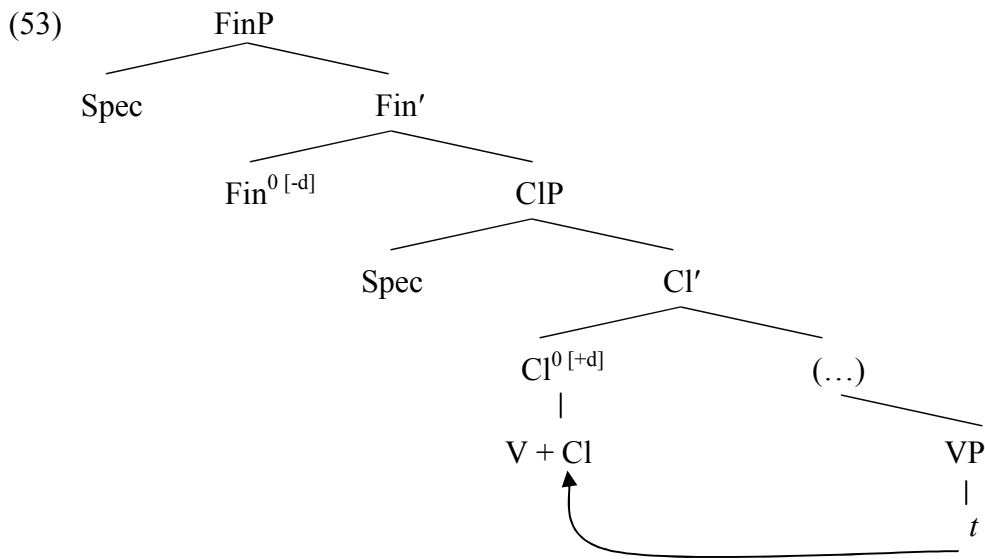 (53) FinP
Spec Fin′
Fin⁰ [-d] ClP
Spec Cl′
Cl⁰ [+d] (…)
V + Cl VP
t